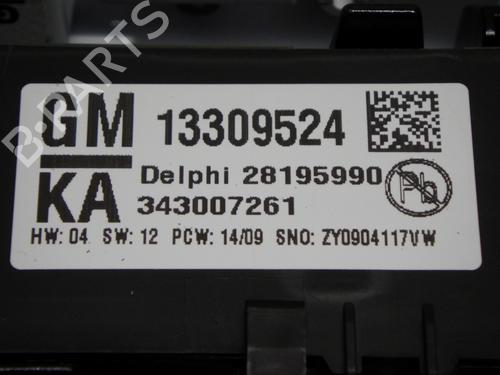 B-PARTS
GM 13309524
KA Delphi 28195990 Pb
343007261
HW: 04 SW: 12 PCW: 14/09 SNO: ZY0904117VW